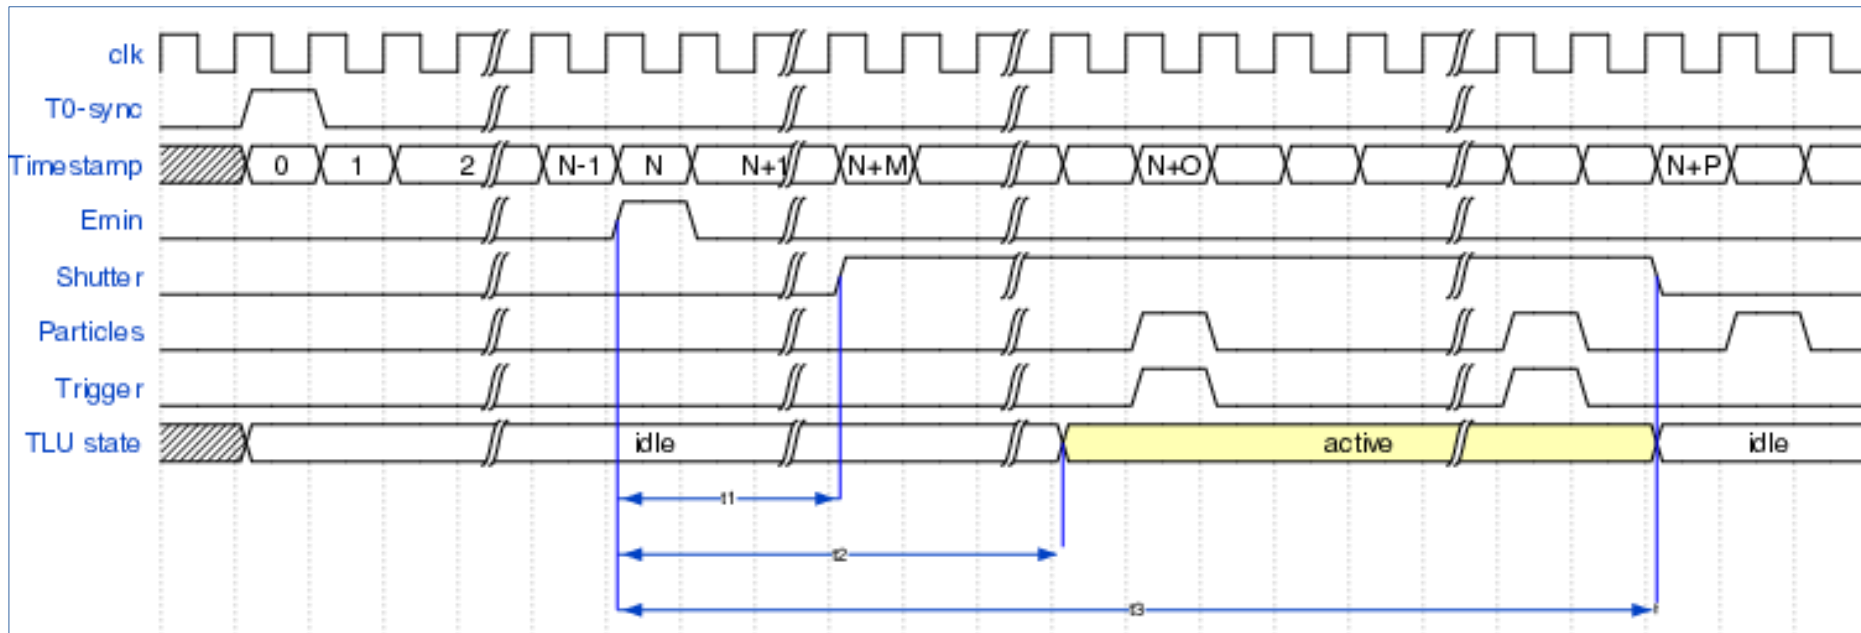 clk
T0-sync
Timestamp 0 1 2 N-1 N N+1 N+M N+O N+P
Emin
Shutter
Particles
Trigger
TLU state idle active idle
t1
t2
t3